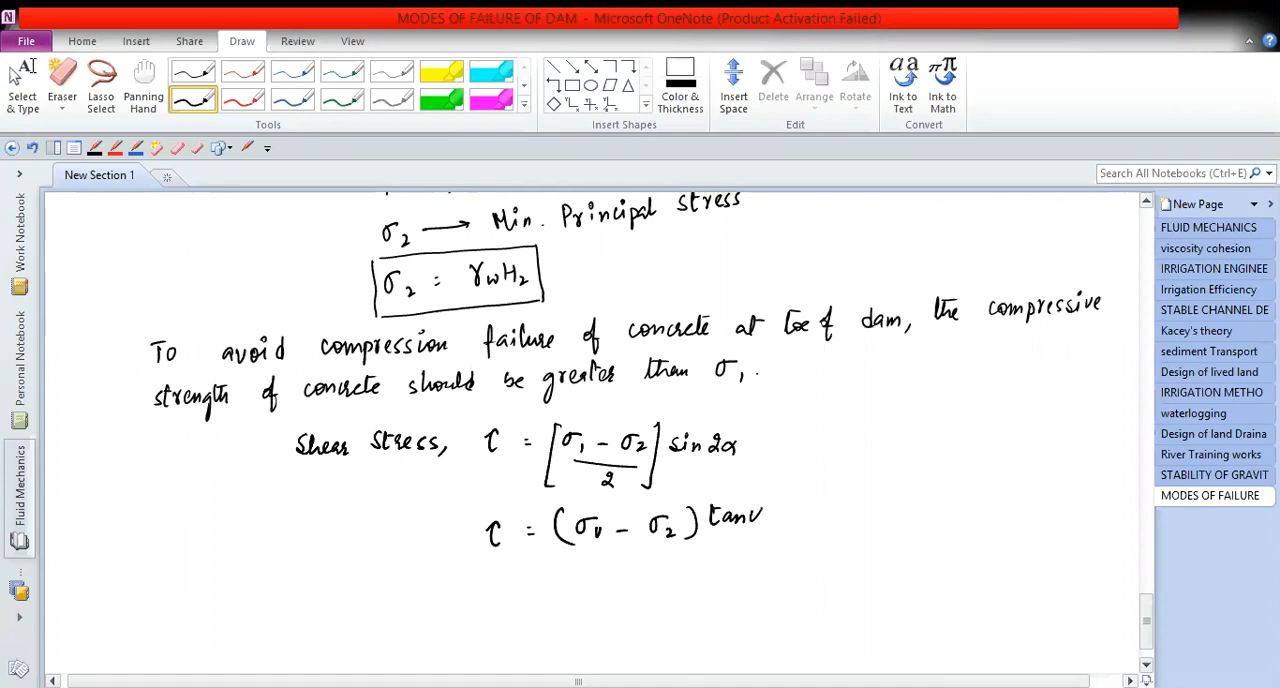 MODES OF FAILURE OF DAM - Microsoft OneNote (Product Activation Failed)
File Home Insert Share Draw Review View
Select & Type
Eraser
Lasso Select
Panning Hand
Color & Thickness
Insert Space
Delete
Arrange
Rotate
Ink to Text
Ink to Math
Tools
Insert Shapes
Edit
Convert
New Section 1
Search All Notebooks (Ctrl+E)
Work Notebook
Personal Notebook
Fluid Mechanics
σ₂ → Min. Principal stress
σ₂ = γwH₂
To avoid compression failure of concrete at toe of dam, the compressive
strength of concrete should be greater than σ₁.
Shear stress, τ = [σ₁ - σ₂ / 2] sin2α
τ = (σv - σ₂) tan
New Page
FLUID MECHANICS
viscosity cohesion
IRRIGATION ENGINEE
Irrigation Efficiency
STABLE CHANNEL DE
Kacey's theory
sediment Transport
Design of lived land
IRRIGATION METHO
waterlogging
Design of land Draina
River Training works
STABILITY OF GRAVIT
MODES OF FAILURE